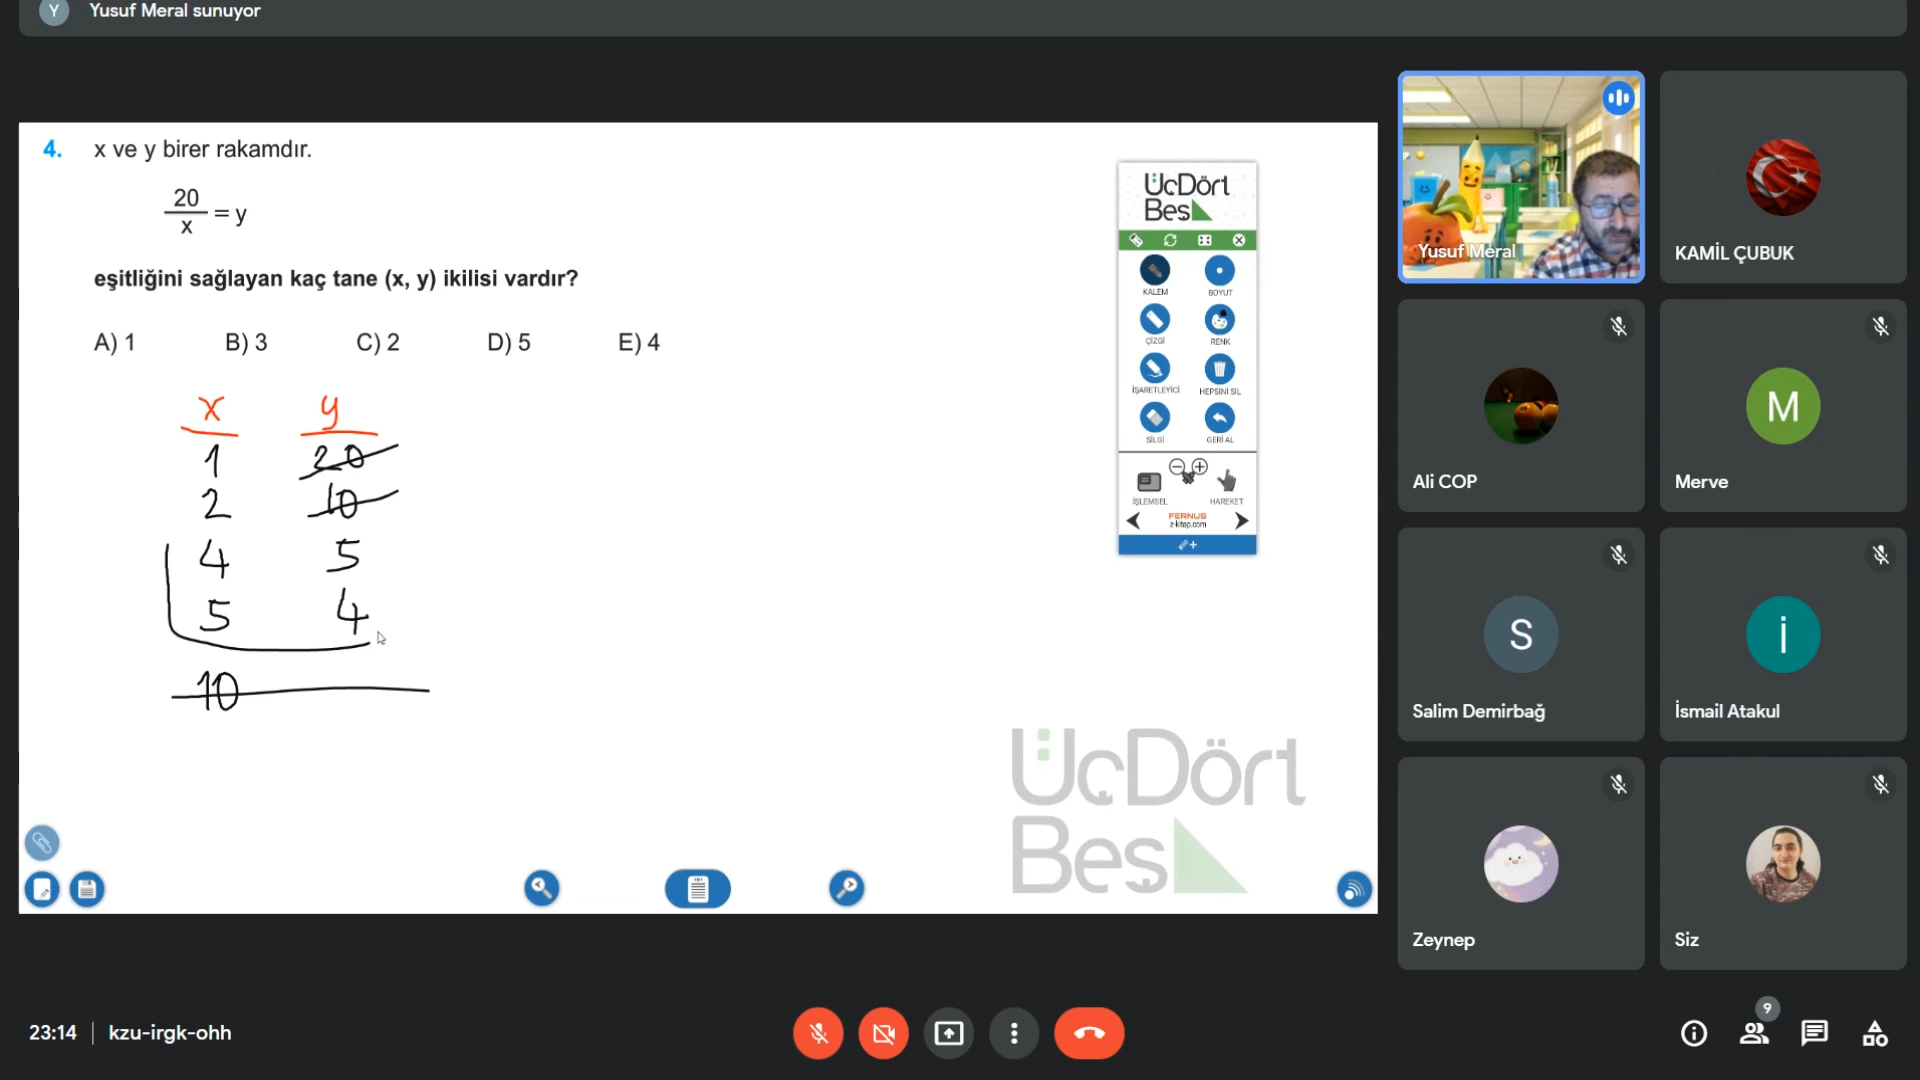 Y Yusuf Meral sunuyor
4. x ve y birer rakamdır.
20
x
= y
eşitliğini sağlayan kaç tane (x, y) ikilisi vardır?
A) 1 B) 3 C) 2 D) 5 E) 4
x y
1 20
2 10
4 5
5 4
10
ÜçDört
Beş
KALEM BOYUT
ÇİZGİ RENK
İŞARETLEYİCİ HEPSİNİ SİL
SİLGİ GERİ AL
İŞLEMSEL HAREKET
FERNUS
z-kitap.com
ÜçDört
Beş
Yusuf Meral
KAMİL ÇUBUK
Ali COP
M
Merve
S
Salim Demirbağ
İ
İsmail Atakul
Zeynep
Siz
23:14 | kzu-irgk-ohh
9